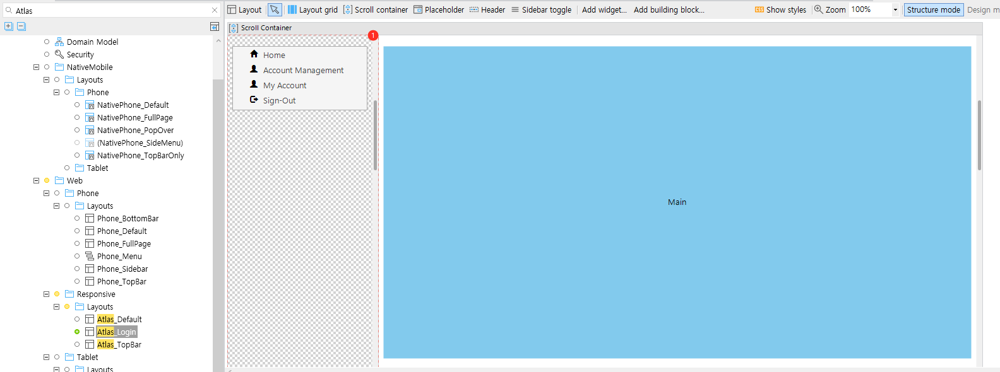 Atlas
Layout
Layout grid
Scroll container
Placeholder
Header
Sidebar toggle
Add widget...
Add building block...
Show styles
Zoom
100%
Structure mode
Design m
Domain Model
Security
NativeMobile
Layouts
Phone
NativePhone_Default
NativePhone_FullPage
NativePhone_PopOver
(NativePhone_SideMenu)
NativePhone_TopBarOnly
Tablet
Web
Phone
Layouts
Phone_BottomBar
Phone_Default
Phone_FullPage
Phone_Menu
Phone_Sidebar
Phone_TopBar
Responsive
Layouts
Atlas_Default
Atlas_Login
Atlas_TopBar
Tablet
Layouts
Scroll Container
1
Home
Account Management
My Account
Sign-Out
Main